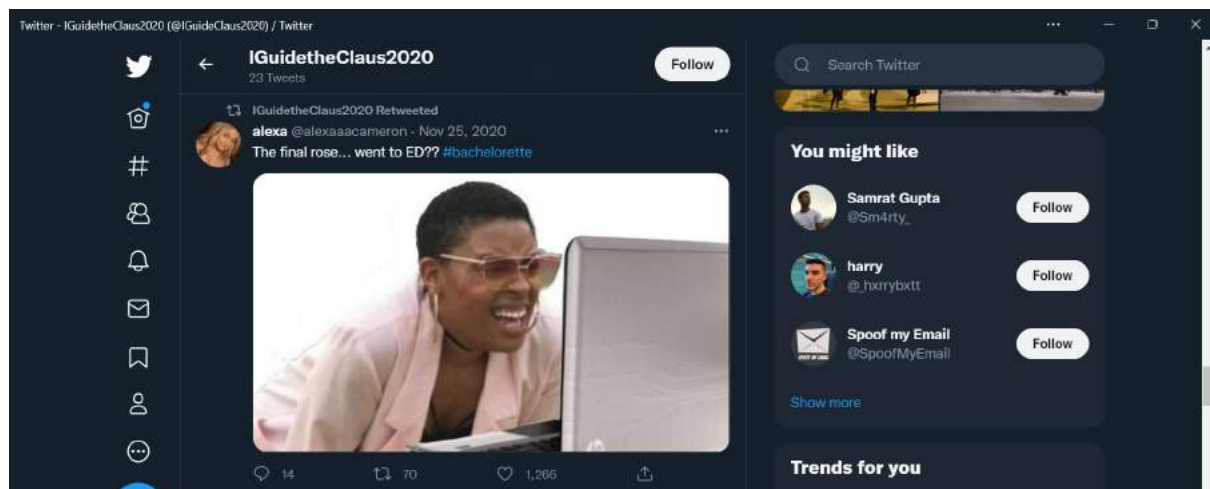 Twitter - IGuidetheClaus2020 (@IGuideClaus2020) / Twitter
IGuidetheClaus2020
23 Tweets
Follow
IGuidetheClaus2020 Retweeted
alexa @alexaaacameron · Nov 25, 2020
The final rose... went to ED?? #bachelorette
14
70
1,266
Search Twitter
You might like
Samrat Gupta
@Sm4rty_
Follow
harry
@_hxrrybxtt
Follow
Spoof my Email
@SpoofMyEmail
Follow
Show more
Trends for you